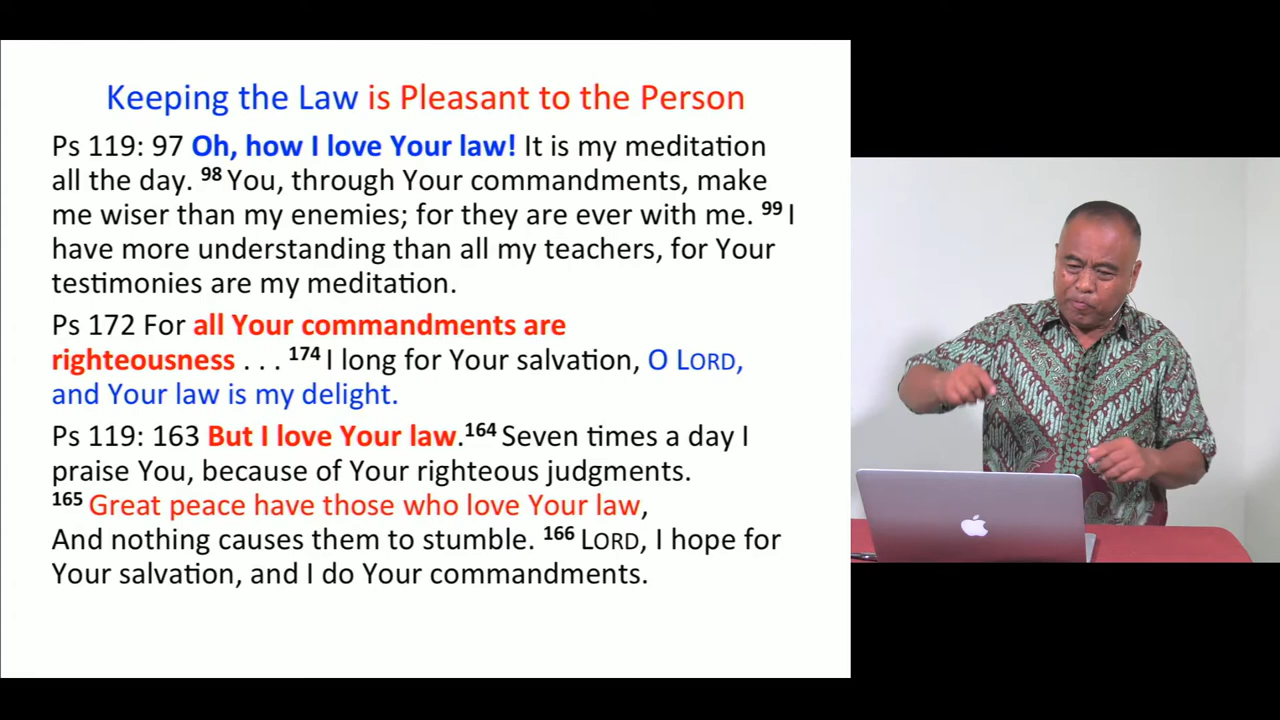 Keeping the Law is Pleasant to the Person
Ps 119: 97 Oh, how I love Your law! It is my meditation
all the day. 98 You, through Your commandments, make
me wiser than my enemies; for they are ever with me. 99 I
have more understanding than all my teachers, for Your
testimonies are my meditation.
Ps 172 For all Your commandments are
righteousness . . . 174 I long for Your salvation, O LORD,
and Your law is my delight.
Ps 119: 163 But I love Your law.164 Seven times a day I
praise You, because of Your righteous judgments.
165 Great peace have those who love Your law,
And nothing causes them to stumble. 166 LORD, I hope for
Your salvation, and I do Your commandments.